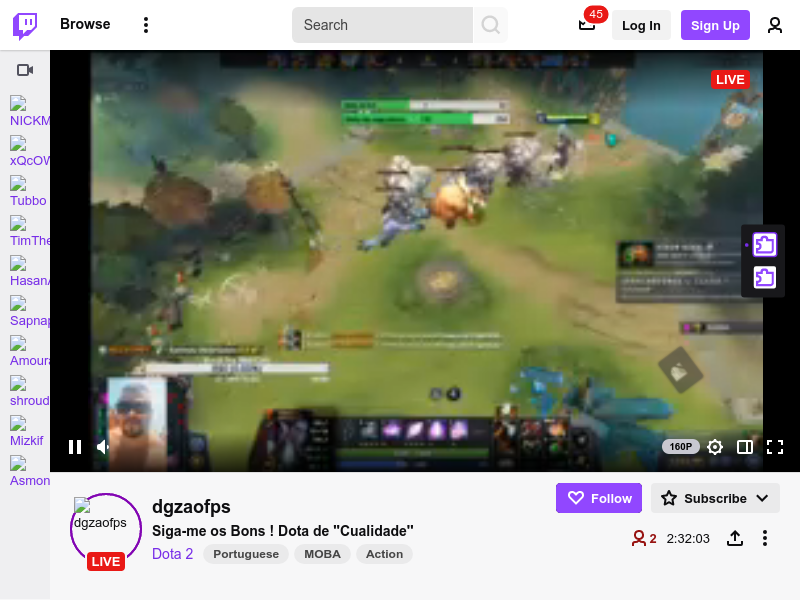 Browse
Search
45
Log In
Sign Up
LIVE
NICKM
xQcOW
Tubbo
TimThe
HasanA
Sapnap
Amoura
shroud
Mizkif
Asmon
160P
dgzaofps
LIVE
dgzaofps
Siga-me os Bons ! Dota de "Cualidade"
Dota 2
Portuguese
MOBA
Action
Follow
Subscribe
2
2:32:03